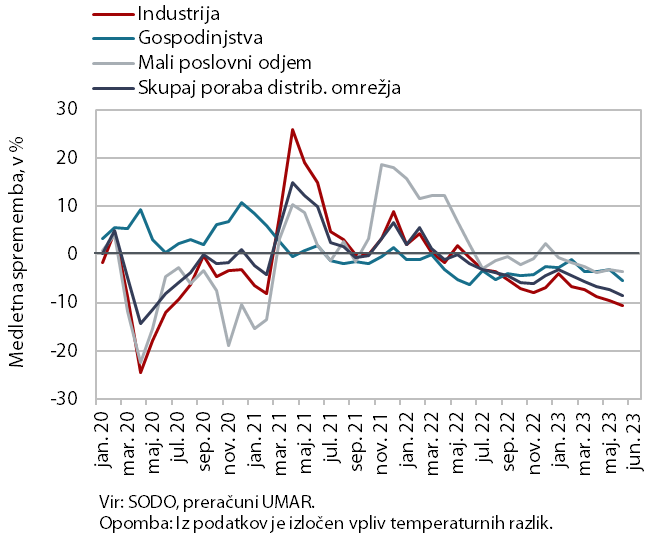 Industrija
Gospodinjstva
Mali poslovni odjem
Skupaj poraba distrib. omrežja
Medletna sprememba, v %
30
20
10
0
-10
-20
-30
jan. 20
mar. 20
maj. 20
jul. 20
sep. 20
nov. 20
jan. 21
mar. 21
maj. 21
jul. 21
sep. 21
nov. 21
jan. 22
mar. 22
maj. 22
jul. 22
sep. 22
nov. 22
jan. 23
mar. 23
maj. 23
jun. 23
Vir: SODO, preračuni UMAR.
Opomba: Iz podatkov je izločen vpliv temperaturnih razlik.